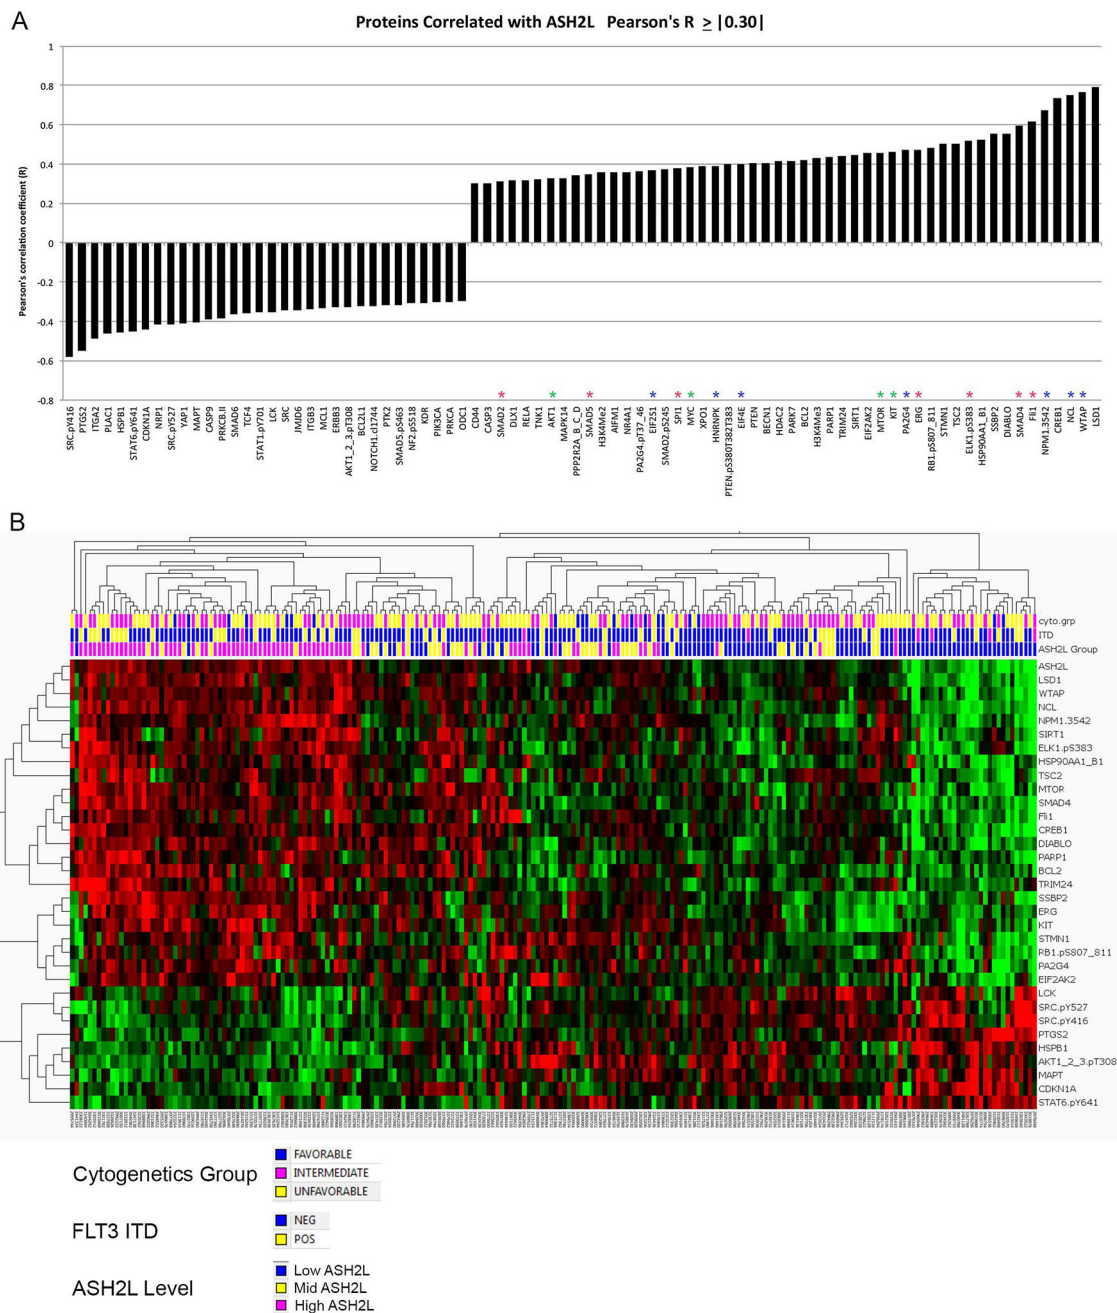 A
Proteins Correlated with ASH2L Pearson's R ≥ |0.30|
Pearson's correlation coefficient (R)
1
0.8
0.6
0.4
0.2
0
-0.2
-0.4
-0.6
-0.8
* * * * * * * * * * * * * * * * * * *
SRC.pY416
PTGS2
ITGA2
PLAC1
HSPB1
STAT6.pY641
CDKN1A
NRP1
SRC.pY527
YAP1
MAPT
CASP9
PRKCB.II
SMAD6
TCF4
STAT1.pY701
LCK
SRC
JMJD6
ITGB3
MCL1
ERBB3
AKT1_2_3.pT308
BCL2L1
NOTCH1.cl1744
PTK2
SMAD5.pS463
NF2.pS518
KDR
PIK3CA
PRKCA
ODC1
CD44
CASP3
SMAD2
DLX1
RELA
TNK1
AKT1
MAPK14
PPP2R2A_B_C_D
SMAD5
H3K4Me2
AIFM1
NR4A1
PA2G4.pT37_46
EIF2S1
SMAD2.pS245
SPI1
MYC
XPO1
HNRNPK
PTEN.pS380T382T383
EIF4E
PTEN
BECN1
HDAC2
PARK7
BCL2
H3K4Me3
PARP1
TRIM24
SIRT1
EIF2AK2
MTOR
KIT
PA2G4
ERG
RB1.pS807_811
STMN1
TSC2
ELK1.pS383
HSP90AA1_B1
SSBP2
DIABLO
SMAD4
Fli1
NPM1.3542
CREB1
NCL
WTAP
LSD1
B
cyto.grp
ITD
ASH2L Group
ASH2L
LSD1
WTAP
NCL
NPM1.3542
SIRT1
ELK1.pS383
HSP90AA1_B1
TSC2
MTOR
SMAD4
Fli1
CREB1
DIABLO
PARP1
BCL2
TRIM24
SSBP2
ERG
KIT
STMN1
RB1.pS807_811
PA2G4
EIF2AK2
LCK
SRC.pY527
SRC.pY416
PTGS2
HSPB1
AKT1_2_3.pT308
MAPT
CDKN1A
STAT6.pY641
Cytogenetics Group
FAVORABLE
INTERMEDIATE
UNFAVORABLE
FLT3 ITD
NEG
POS
ASH2L Level
Low ASH2L
Mid ASH2L
High ASH2L